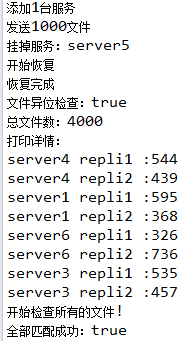 添加1台服务
发送1000文件
挂掉服务：server5
开始恢复
恢复完成
文件异位检查：true
总文件数：4000
打印详情：
server4 repli1 :544
server4 repli2 :439
server1 repli1 :595
server1 repli2 :368
server6 repli1 :326
server6 repli2 :736
server3 repli1 :535
server3 repli2 :457
开始检查所有的文件！
全部匹配成功：true